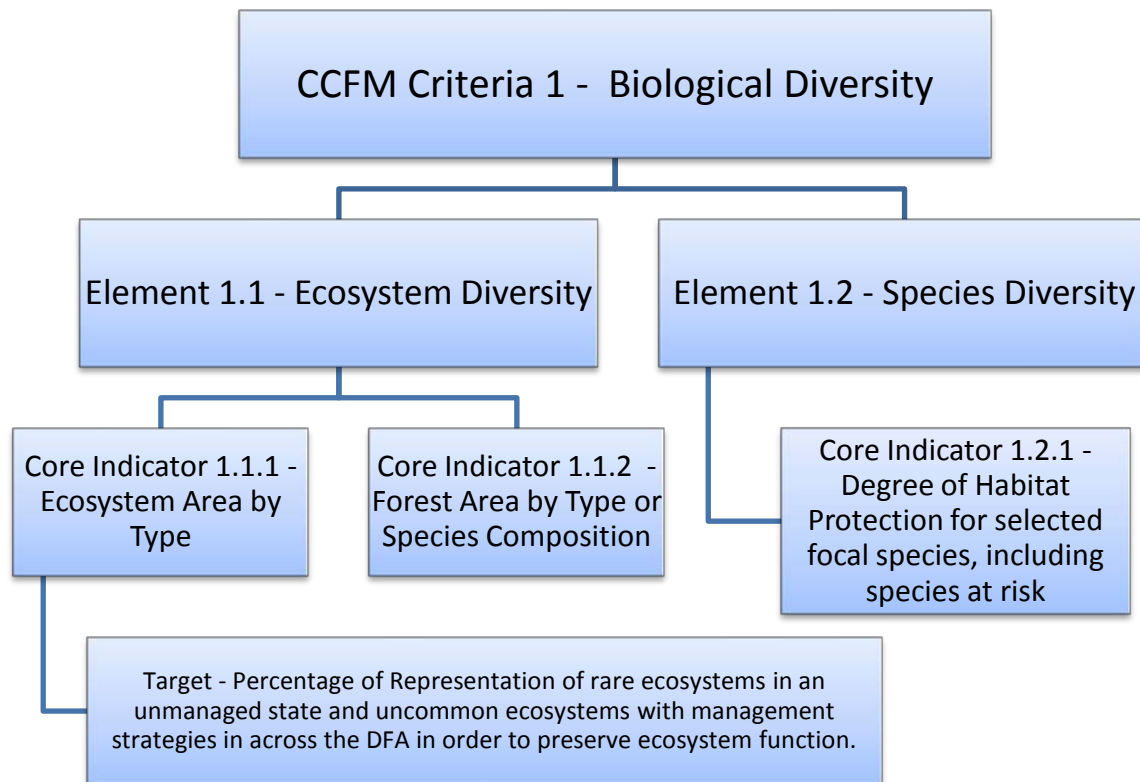 CCFM Criteria 1 -  Biological Diversity
Element 1.1 - Ecosystem Diversity
Element 1.2 - Species Diversity
Core Indicator 1.1.1 -
Ecosystem Area by
Type
Core Indicator 1.1.2  -
Forest Area by Type or
Species Composition
Core Indicator 1.2.1 -
Degree of Habitat
Protection for selected
focal species, including
species at risk
Target - Percentage of Representation of rare ecosystems in an
unmanaged state and uncommon ecosystems with management
strategies in across the DFA in order to preserve ecosystem function.